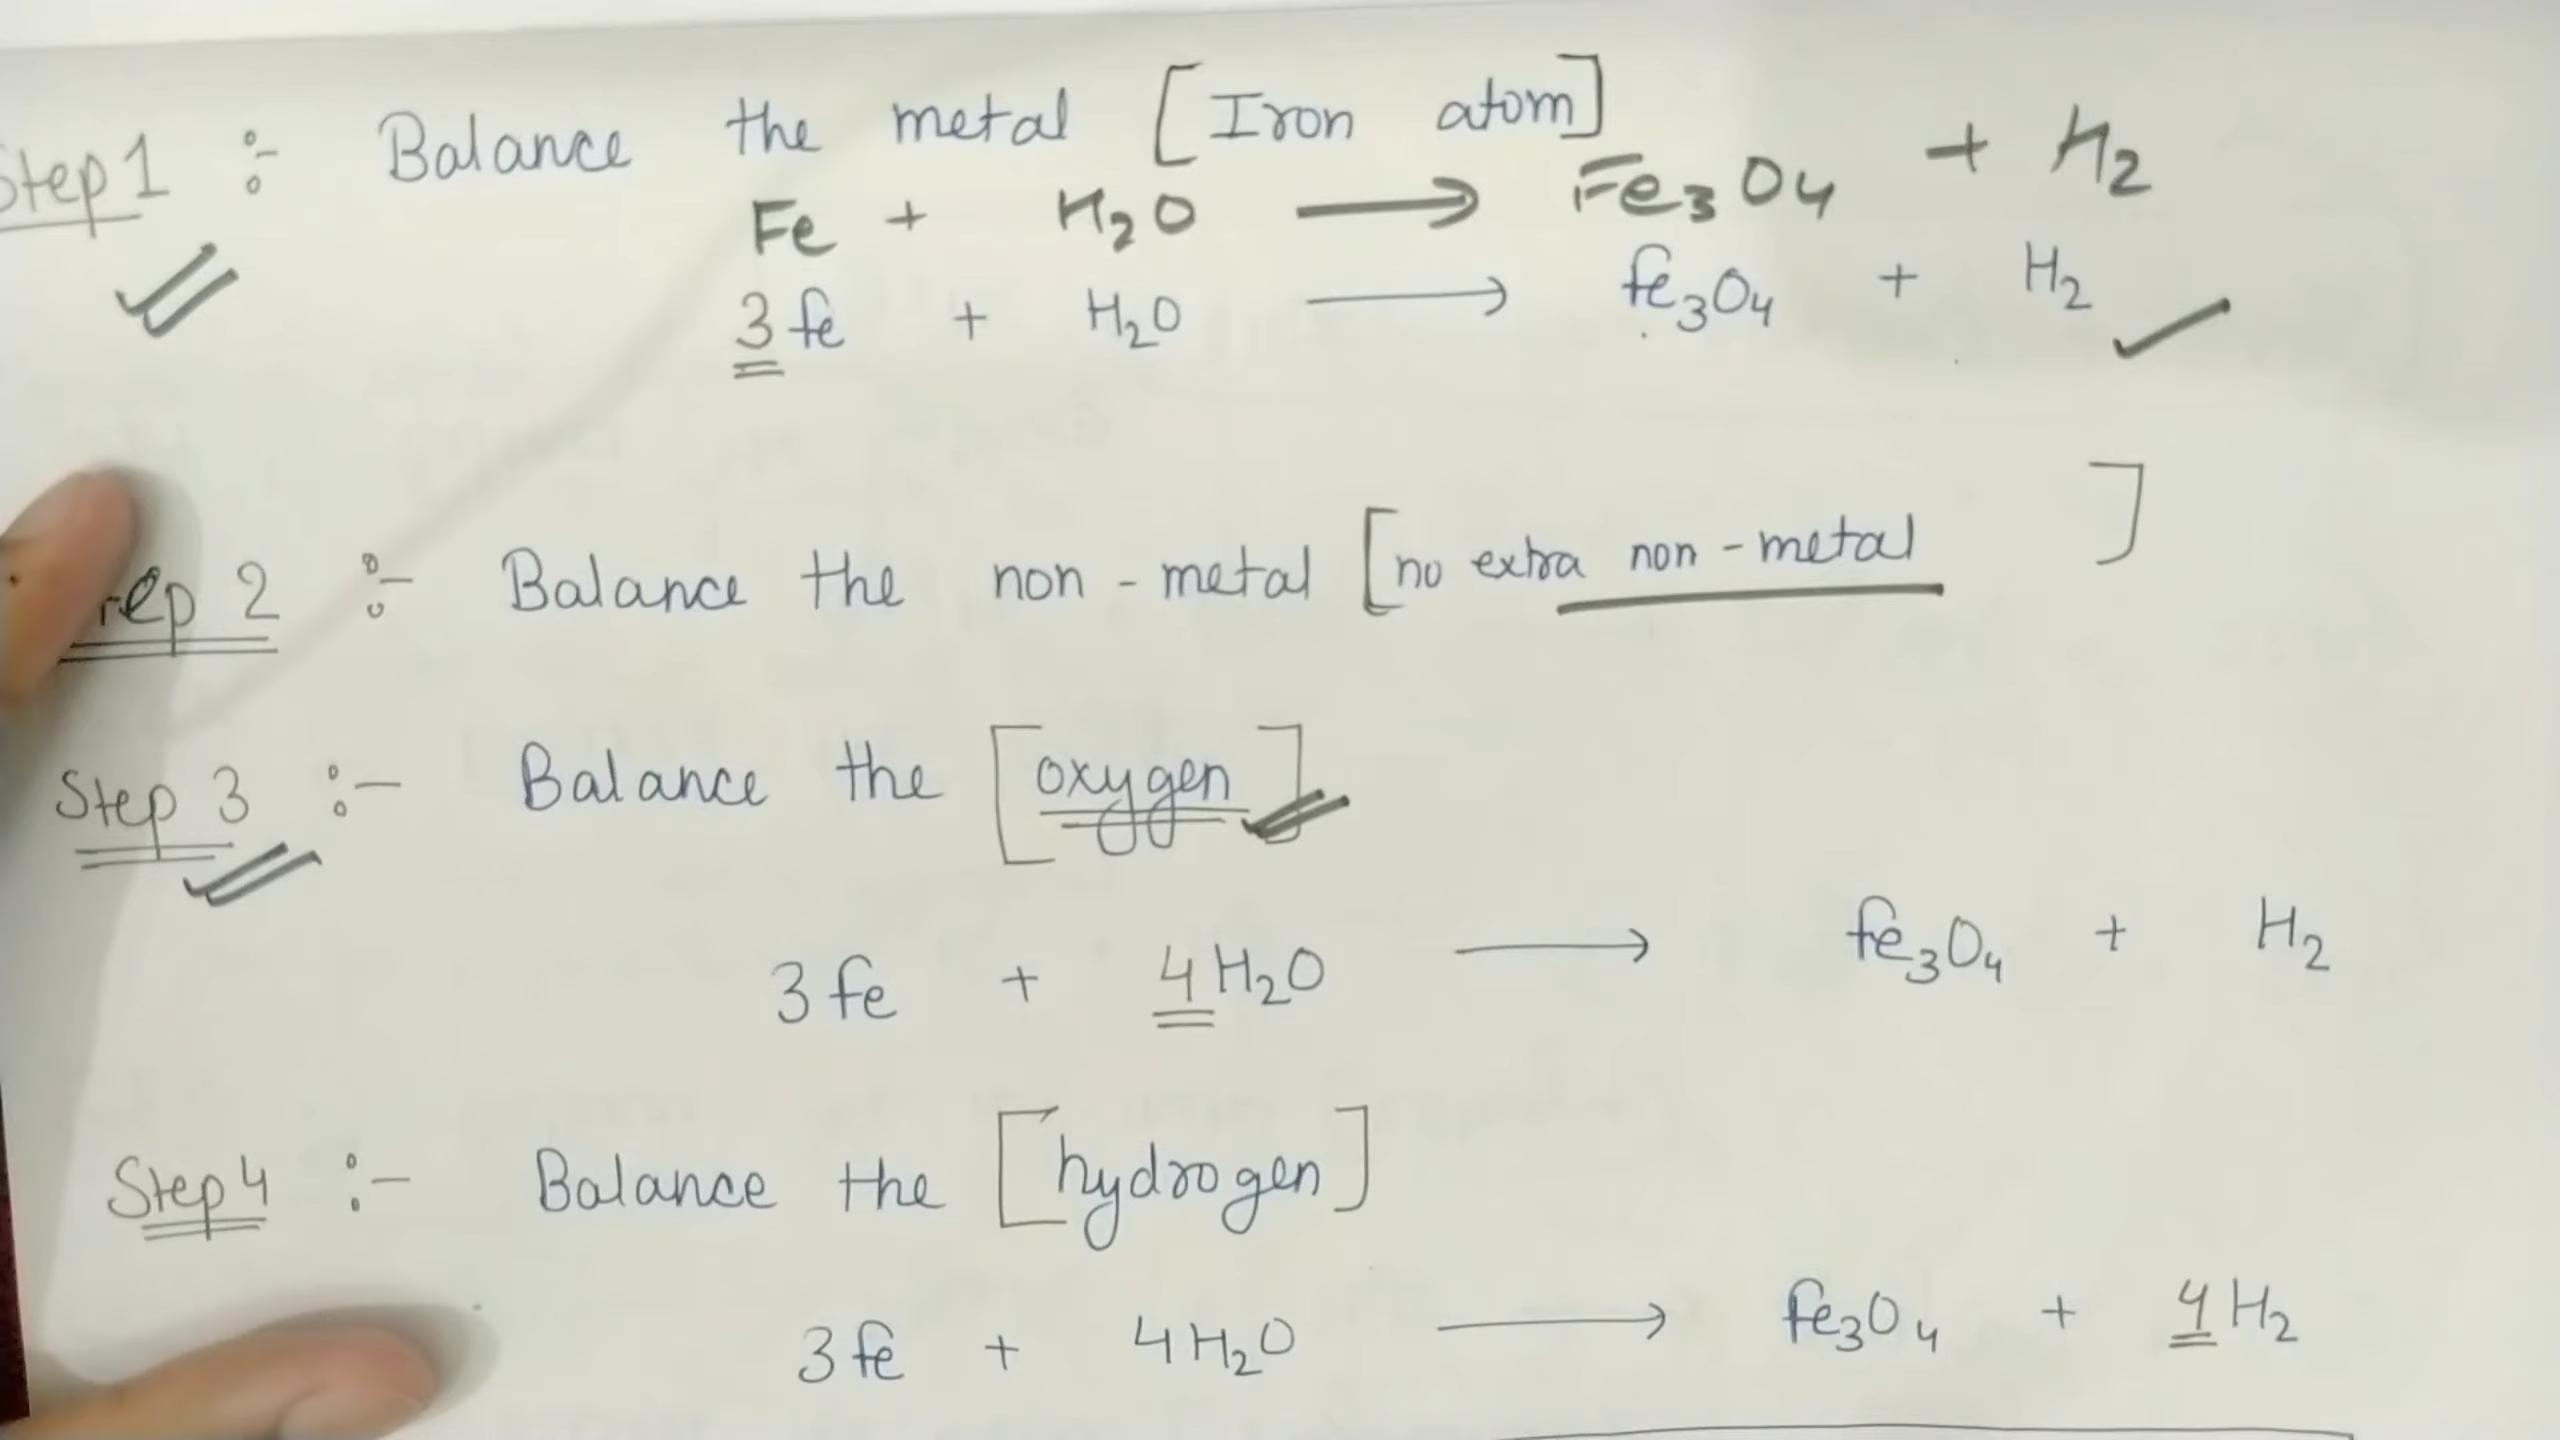 Step 1 :- Balance the metal [Iron atom]
Fe + H₂O → Fe₃O₄ + H₂
3 fe + H₂O → fe₃O₄ + H₂
Step 2 :- Balance the non - metal [no extra non - metal ]
Step 3 :- Balance the [oxygen]
3 fe + 4 H₂O → fe₃O₄ + H₂
Step 4 :- Balance the [hydrogen]
3 fe + 4 H₂O → fe₃O₄ + 4 H₂